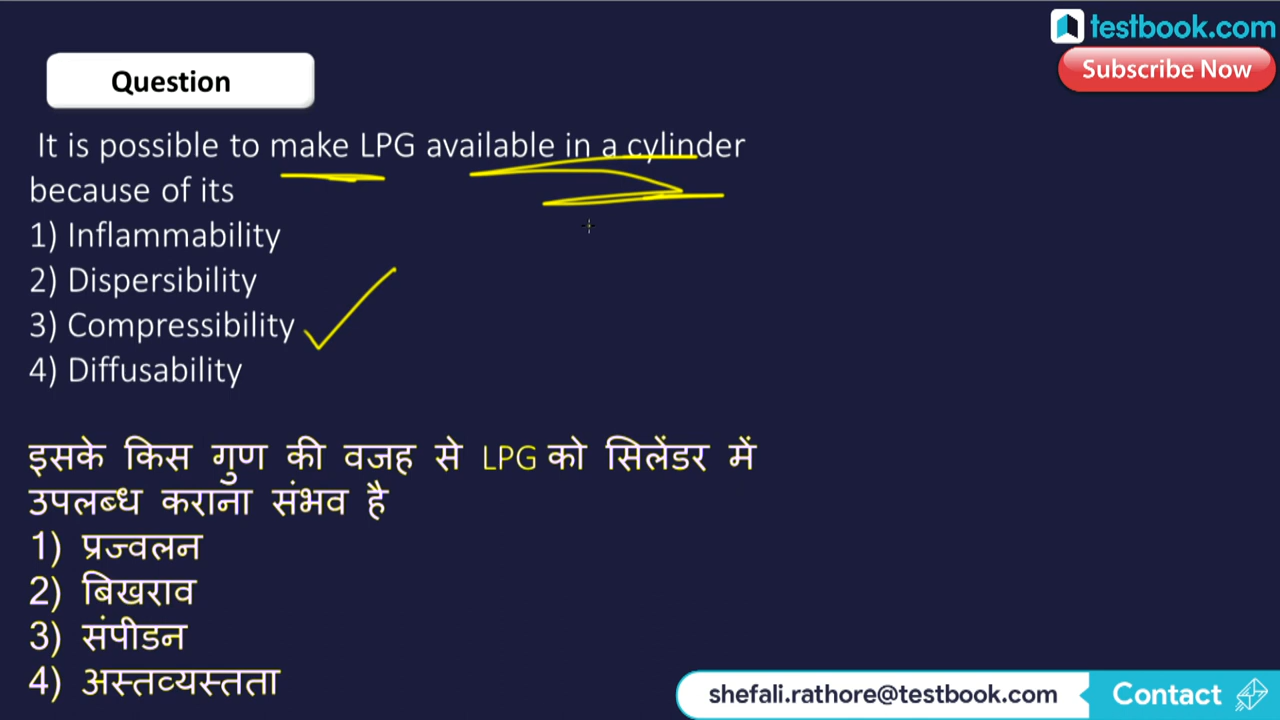 testbook.com
Subscribe Now
Question
It is possible to make LPG available in a cylinder
because of its
1) Inflammability
2) Dispersibility
3) Compressibility
4) Diffusability
इसके किस गुण की वजह से LPG को सिलेंडर में
उपलब्ध कराना संभव है
1) प्रज्वलन
2) बिखराव
3) संपीडन
4) अस्तव्यस्तता
shefali.rathore@testbook.com
Contact